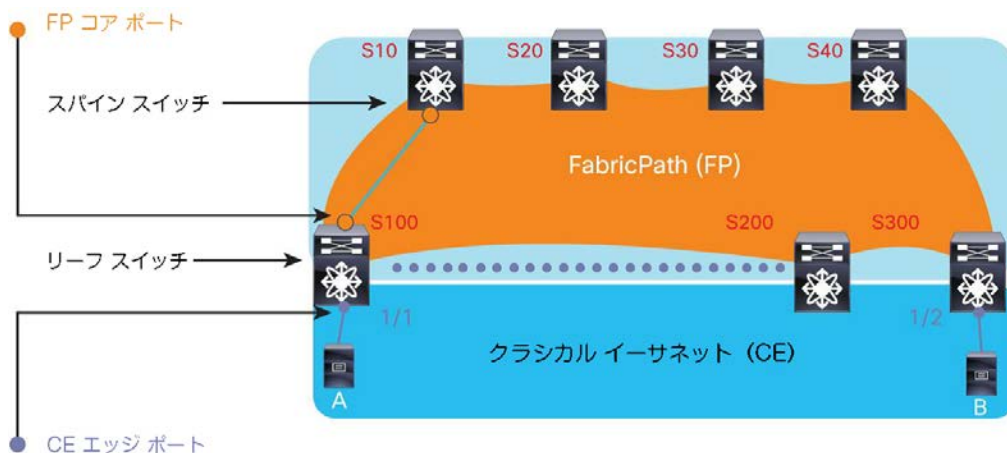 FP コア ポート
S10
S20
S30
S40
スパイン スイッチ
FabricPath (FP)
S100
S200
S300
リーフ スイッチ
1/1
1/2
クラシカル イーサネット（CE）
A
B
CE エッジ ポート